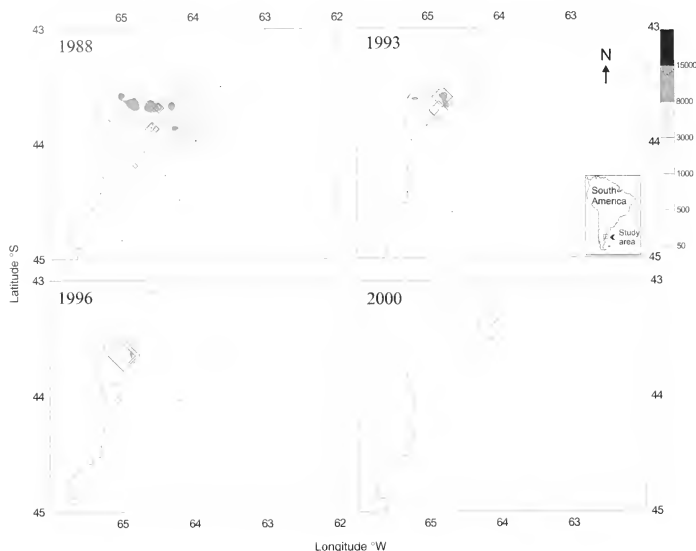 65 64 63 62 65 64 63
43 1988 1993 43
N
15000
8000
44 44 3000
1000
South America
500
Study area
50
45 45
Latitude °S
43 1996 2000 43
44 44
45 45
65 64 63 62 65 64 63
Longitude °W